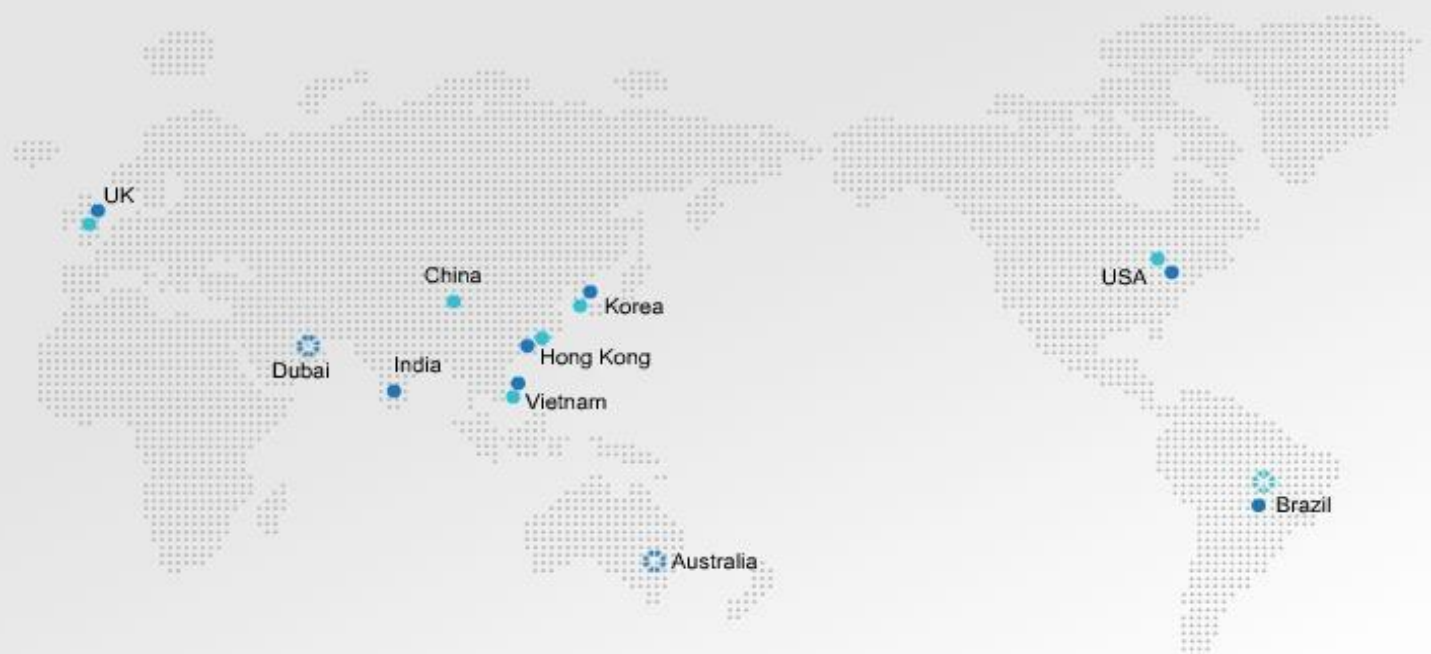 UK
China
Korea
USA
Hong Kong
India
Dubai
Vietnam
Brazil
Australia